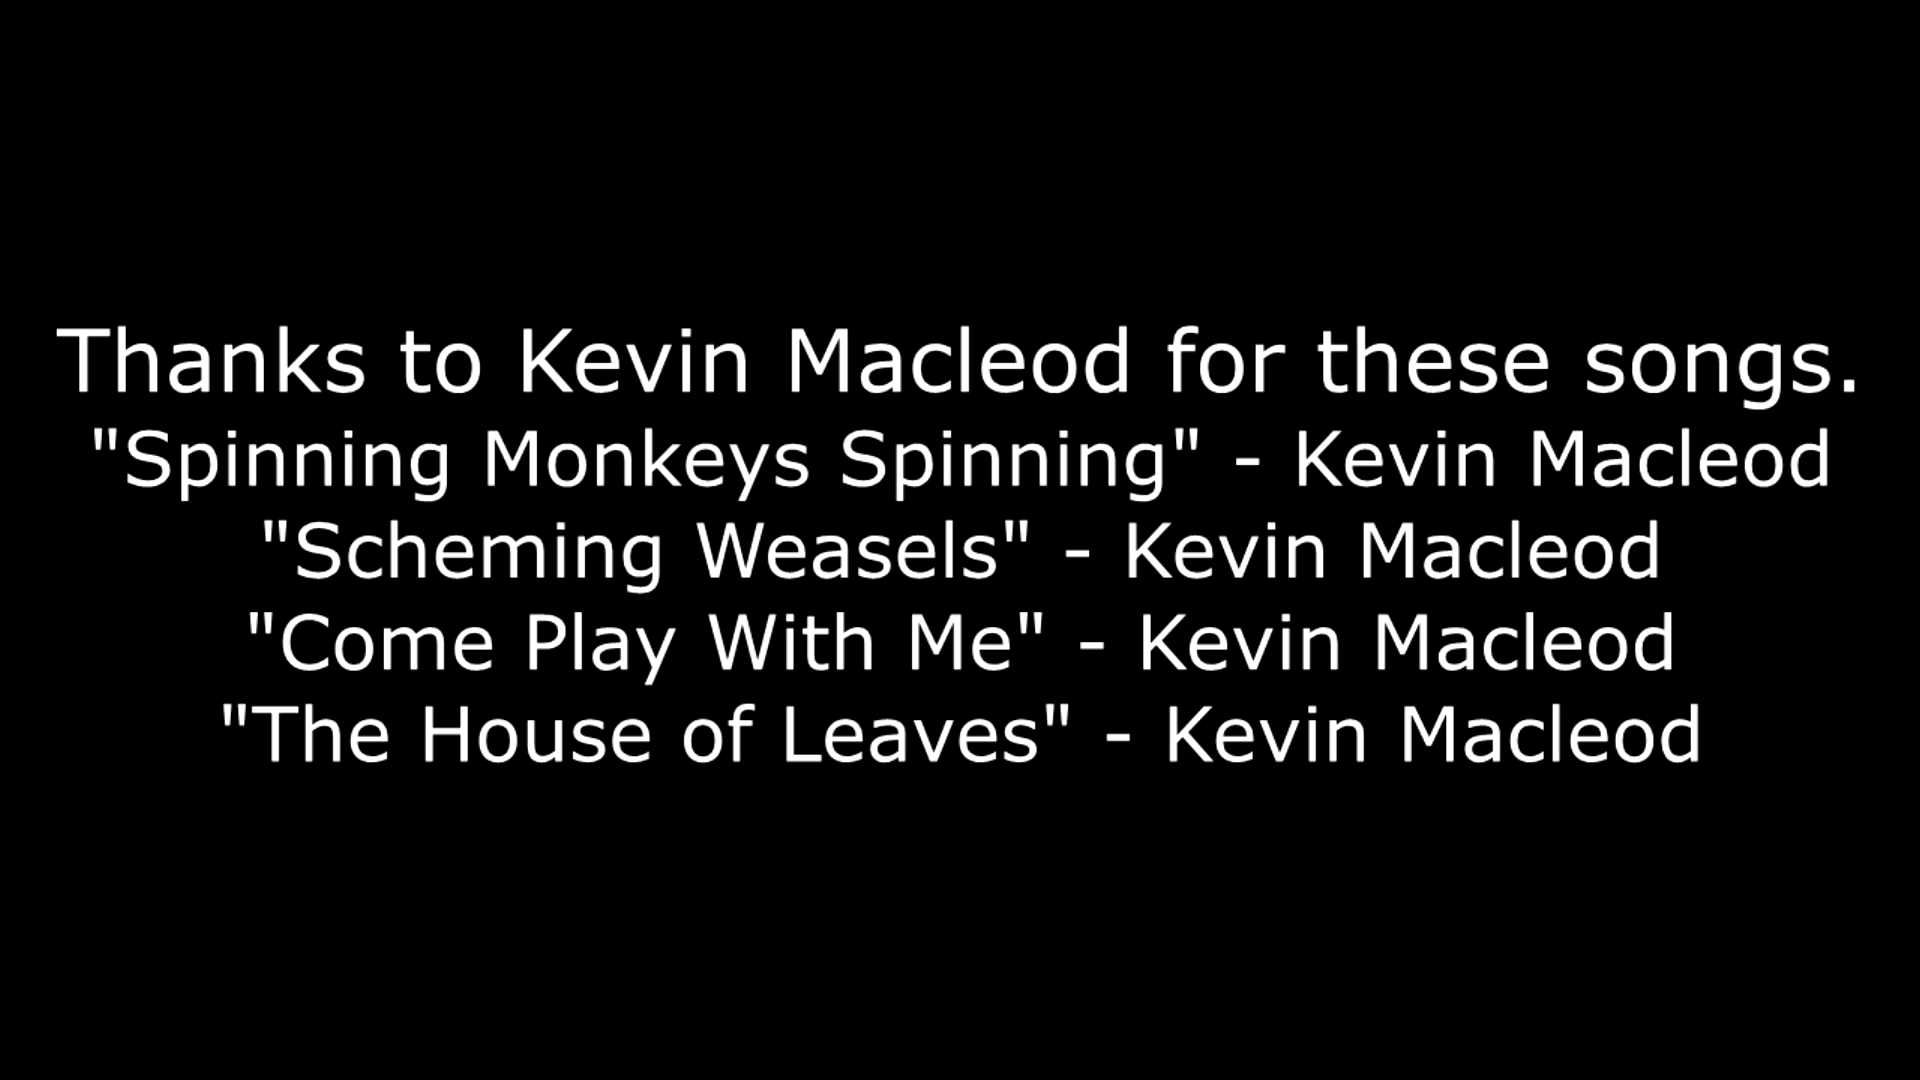 Thanks to Kevin Macleod for these songs.
"Spinning Monkeys Spinning" - Kevin Macleod
"Scheming Weasels" - Kevin Macleod
"Come Play With Me" - Kevin Macleod
"The House of Leaves" - Kevin Macleod